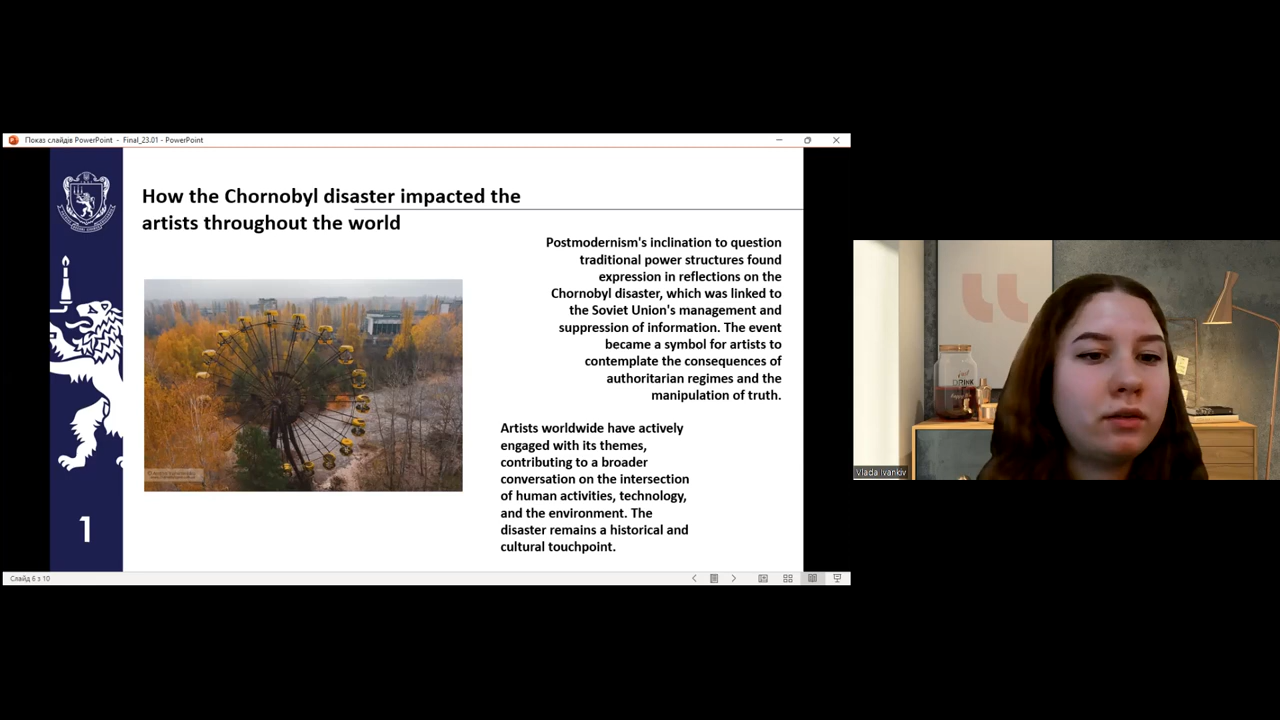 Показ слайдів PowerPoint - Final_23.01 - PowerPoint
How the Chornobyl disaster impacted the
artists throughout the world
Postmodernism's inclination to question
traditional power structures found
expression in reflections on the
Chornobyl disaster, which was linked to
the Soviet Union's management and
suppression of information. The event
became a symbol for artists to
contemplate the consequences of
authoritarian regimes and the
manipulation of truth.
Artists worldwide have actively
engaged with its themes,
contributing to a broader
conversation on the intersection
of human activities, technology,
and the environment. The
disaster remains a historical and
cultural touchpoint.
1
Слайд 6 з 10
DRINK
Vlada Ivankiv